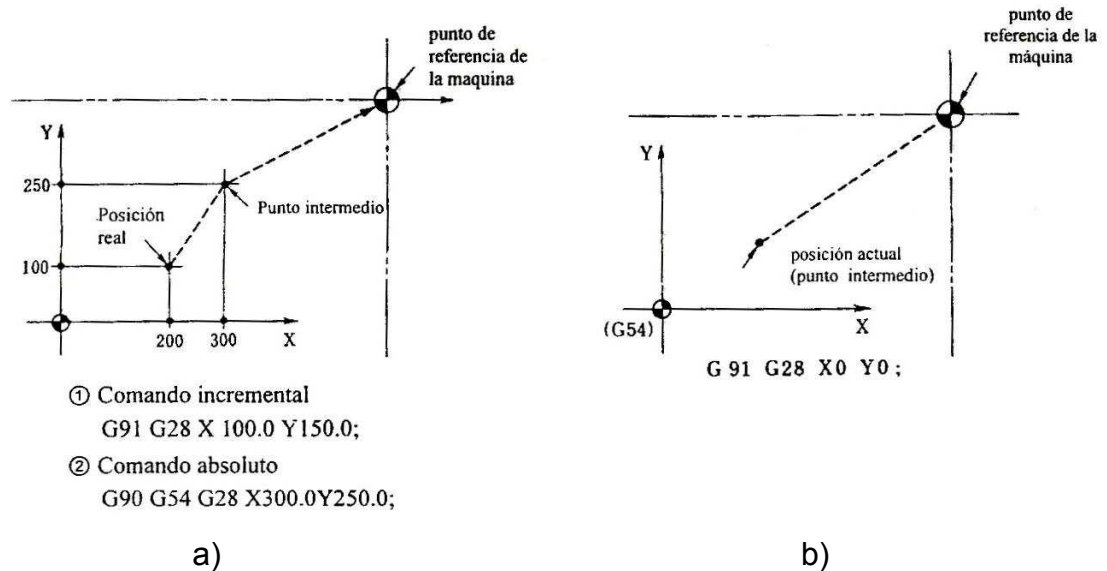 punto de
referencia de
la maquina
Y
250
Punto intermedio
Posición
real
100
200
300
X
① Comando incremental
G91 G28 X 100.0 Y150.0;
② Comando absoluto
G90 G54 G28 X300.0Y250.0;
a)
punto de
referencia de la
máquina
Y
posición actual
(punto intermedio)
(G54)
X
G 91 G28 X0 Y0;
b)